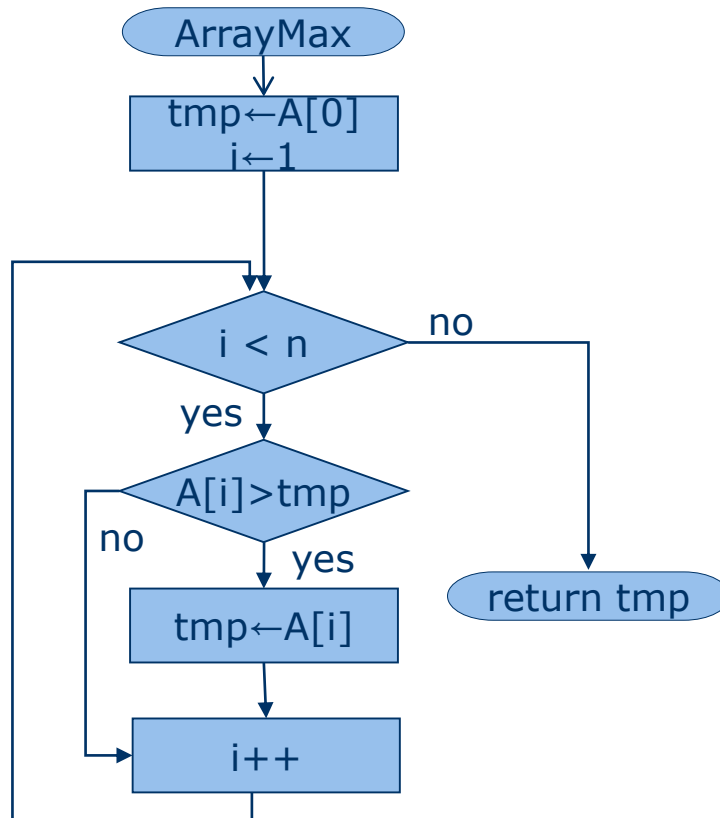 ArrayMax
tmp←A[0]
i←1
i < n
no
yes
A[i]>tmp
no
yes
return tmp
tmp←A[i]
i++